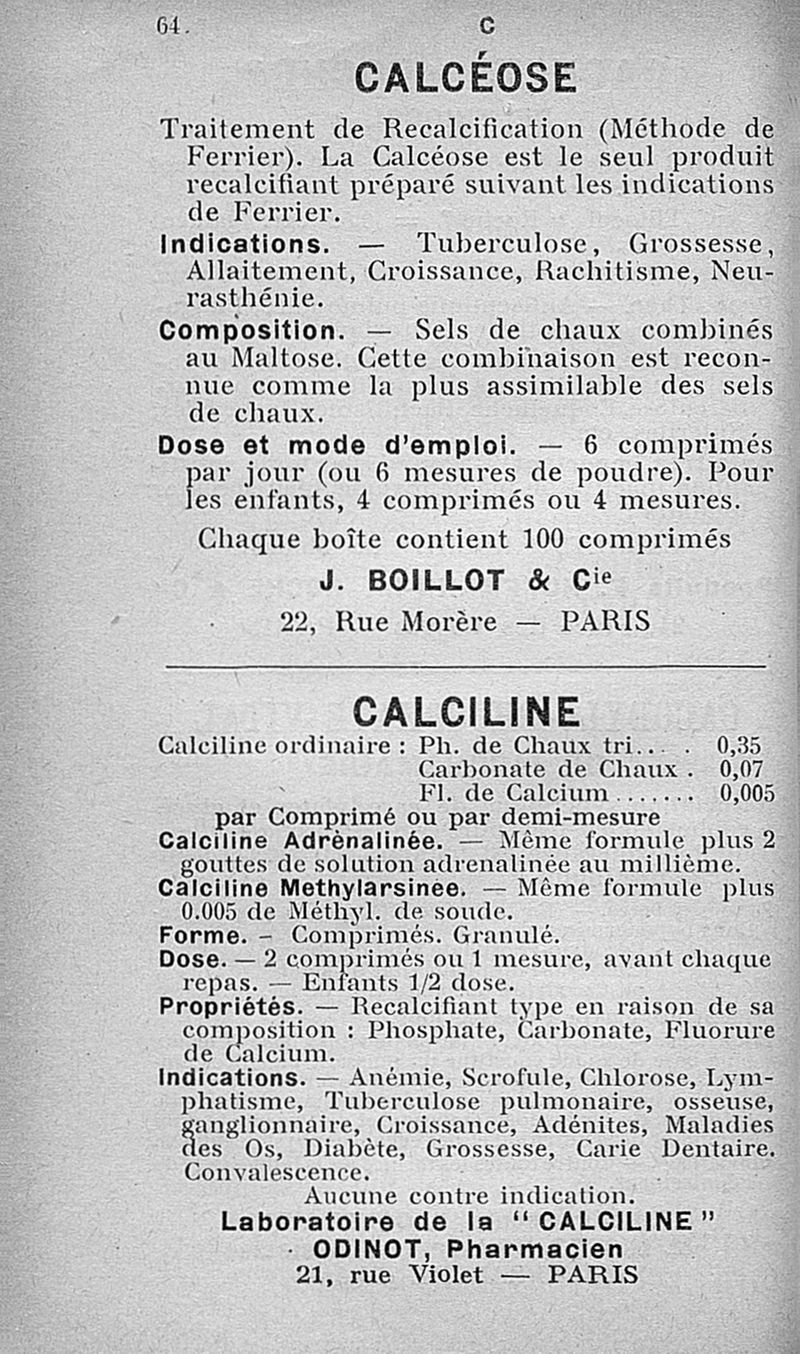 64.
C
CALCÉOSE
Traitement de Recalcification (Méthode de
Ferrier). La Calcéose est le seul produit
recalcifiant préparé suivant les indications
de Ferrier.
Indications. — Tuberculose, Grossesse,
Allaitement, Croissance, Rachitisme, Neu-
rasthénie.
Composition. — Sels de chaux combinés
au Maltose. Cette combinaison est recon-
nue comme la plus assimilable des sels
de chaux.
Dose et mode d'emploi. — 6 comprimés
par jour (ou 6 mesures de poudre). Pour
les enfants, 4 comprimés ou 4 mesures.
Chaque boîte contient 100 comprimés
J. BOILLOT & Cie
22, Rue Morère — PARIS
CALCILINE
Calciline ordinaire : Ph. de Chaux tri... . 0,35
Carbonate de Chaux . 0,07
Fl. de Calcium ....... 0,005
par Comprimé ou par demi-mesure
Calciline Adrènalinée. — Même formule plus 2
gouttes de solution adrenalinée au millième.
Calciline Methylarsinée. — Même formule plus
0.005 de Méthyl. de soude.
Forme. - Comprimés. Granulé.
Dose. — 2 comprimés ou 1 mesure, avant chaque
repas. — Enfants 1/2 dose.
Propriétés. — Recalcifiant type en raison de sa
composition : Phosphate, Carbonate, Fluorure
de Calcium.
Indications. — Anémie, Scrofule, Chlorose, Lym-
phatisme, Tuberculose pulmonaire, osseuse,
ganglionnaire, Croissance, Adénites, Maladies
des Os, Diabète, Grossesse, Carie Dentaire.
Convalescence.
Aucune contre indication.
Laboratoire de la "CALCILINE"
ODINOT, Pharmacien
21, rue Violet — PARIS